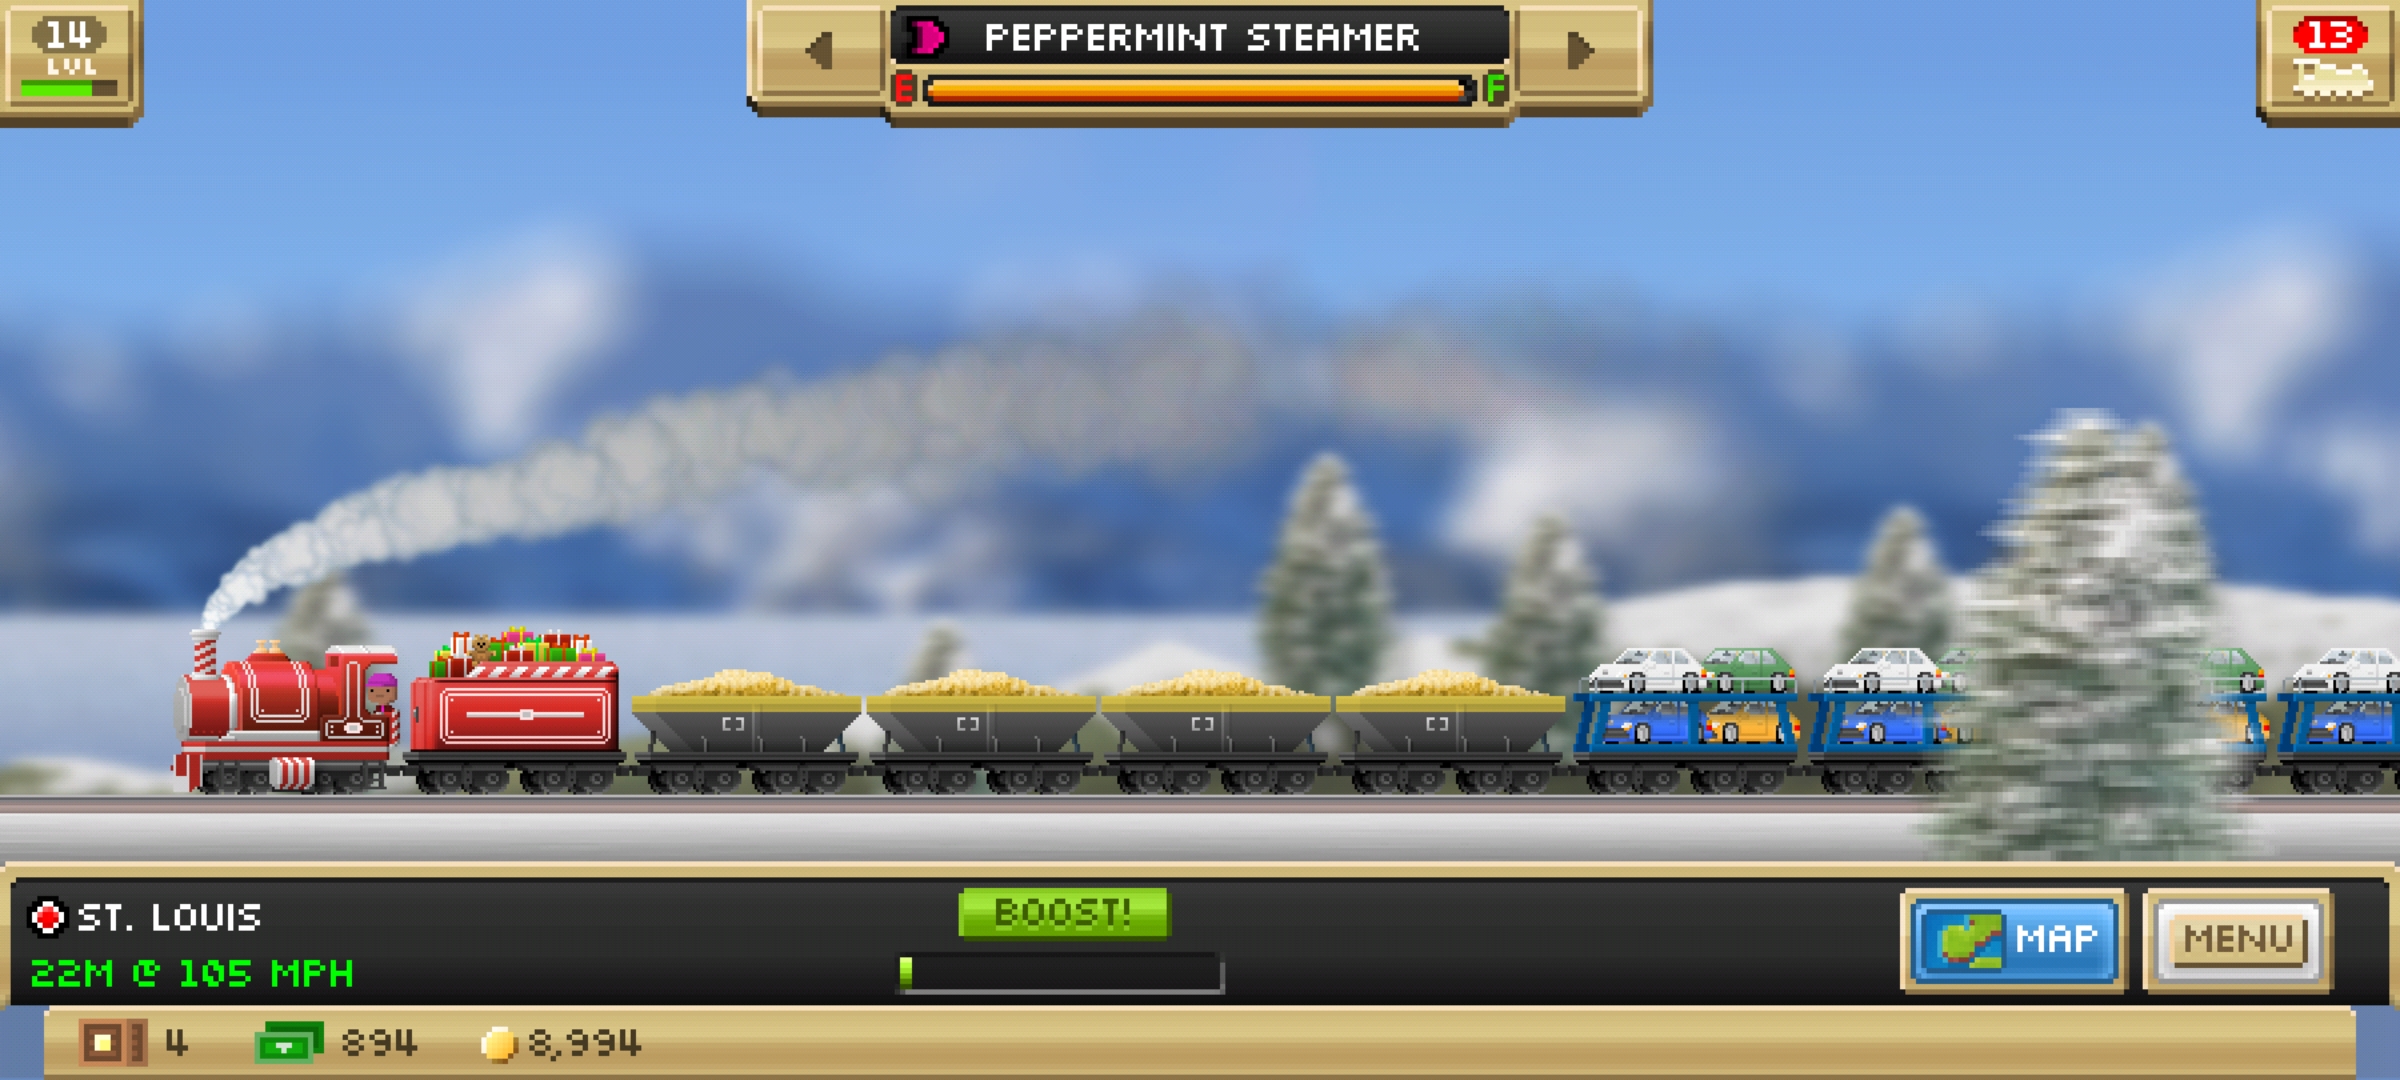 14
LVL
PEPPERMINT STEAMER
E
F
13
ST. LOUIS
22M @ 105 MPH
BOOST!
MAP
MENU
4
894
8,994